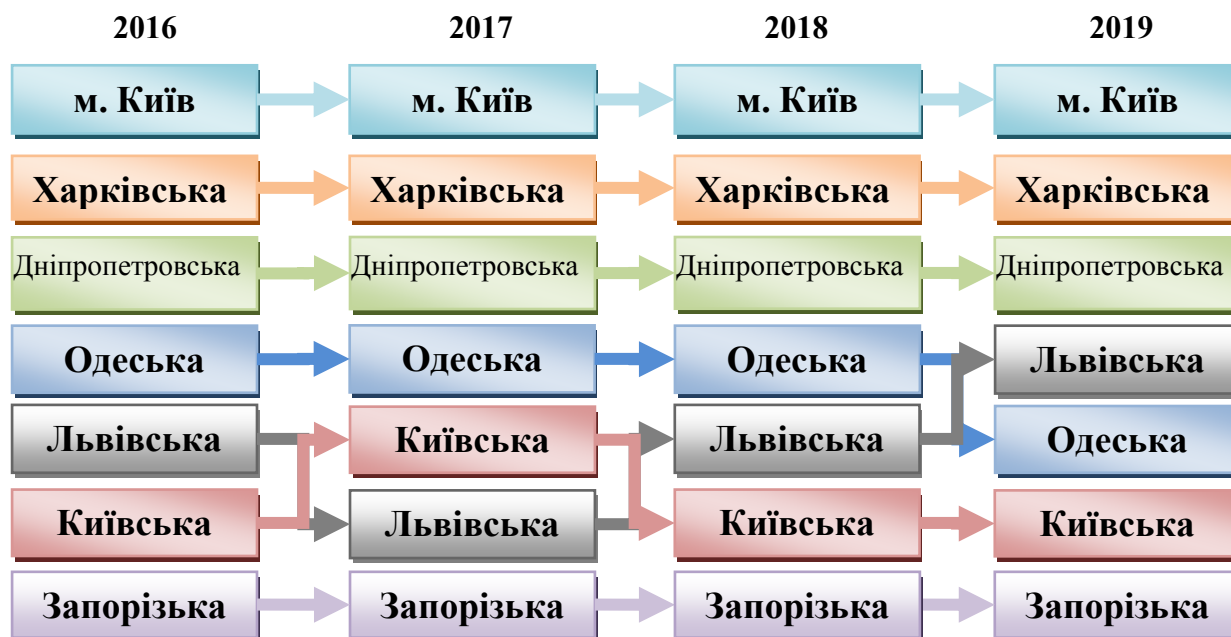 2016 2017 2018 2019
м. Київ м. Київ м. Київ м. Київ
Харківська Харківська Харківська Харківська
Дніпропетровська Дніпропетровська Дніпропетровська Дніпропетровська
Одеська Одеська Одеська Львівська
Львівська Київська Львівська Одеська
Київська Львівська Київська Київська
Запорізька Запорізька Запорізька Запорізька